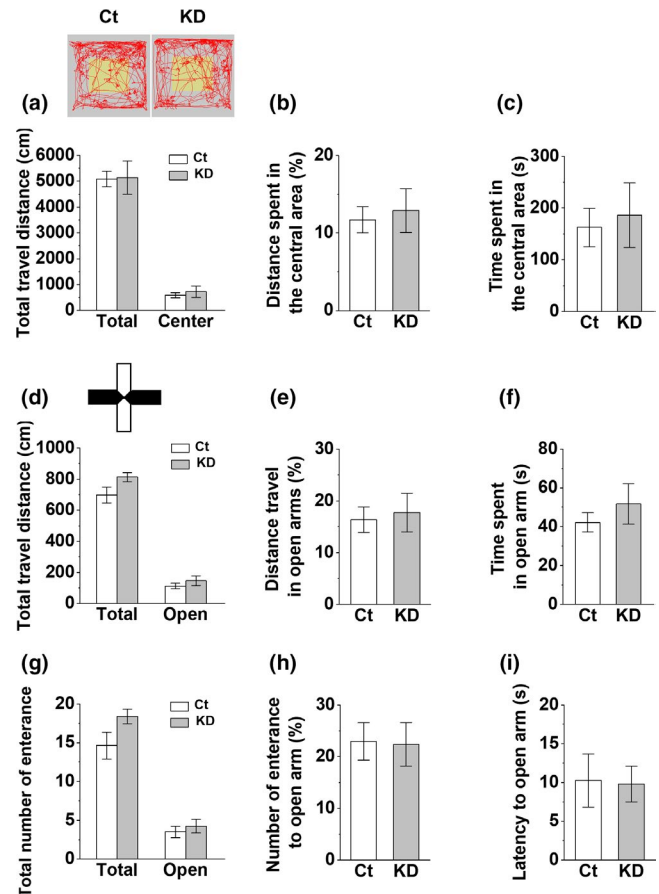 Ct KD
(a) (b) (c)
Total travel distance (cm)
6000
5000
4000
3000
2000
1000
0
Ct
KD
Total Center
Distance spent in
the central area (%)
20
10
0
Ct KD
Time spent in
the central area (s)
300
200
100
0
Ct KD
(d) (e) (f)
Total travel distance (cm)
1000
800
600
400
200
0
Ct
KD
Total Open
Distance travel
in open arms (%)
30
20
10
0
Ct KD
Time spent
in open arm (s)
80
60
40
20
0
Ct KD
(g) (h) (i)
Total number of enterance
20
15
10
5
0
Ct
KD
Total Open
Number of enterance
to open arm (%)
30
20
10
0
Ct KD
Latency to open arm (s)
20
15
10
5
0
Ct KD